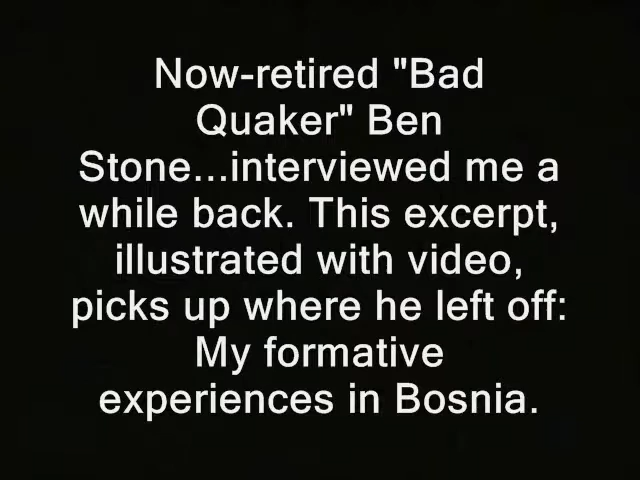 Now-retired "Bad
Quaker" Ben
Stone...interviewed me a
while back. This excerpt,
illustrated with video,
picks up where he left off:
My formative
experiences in Bosnia.